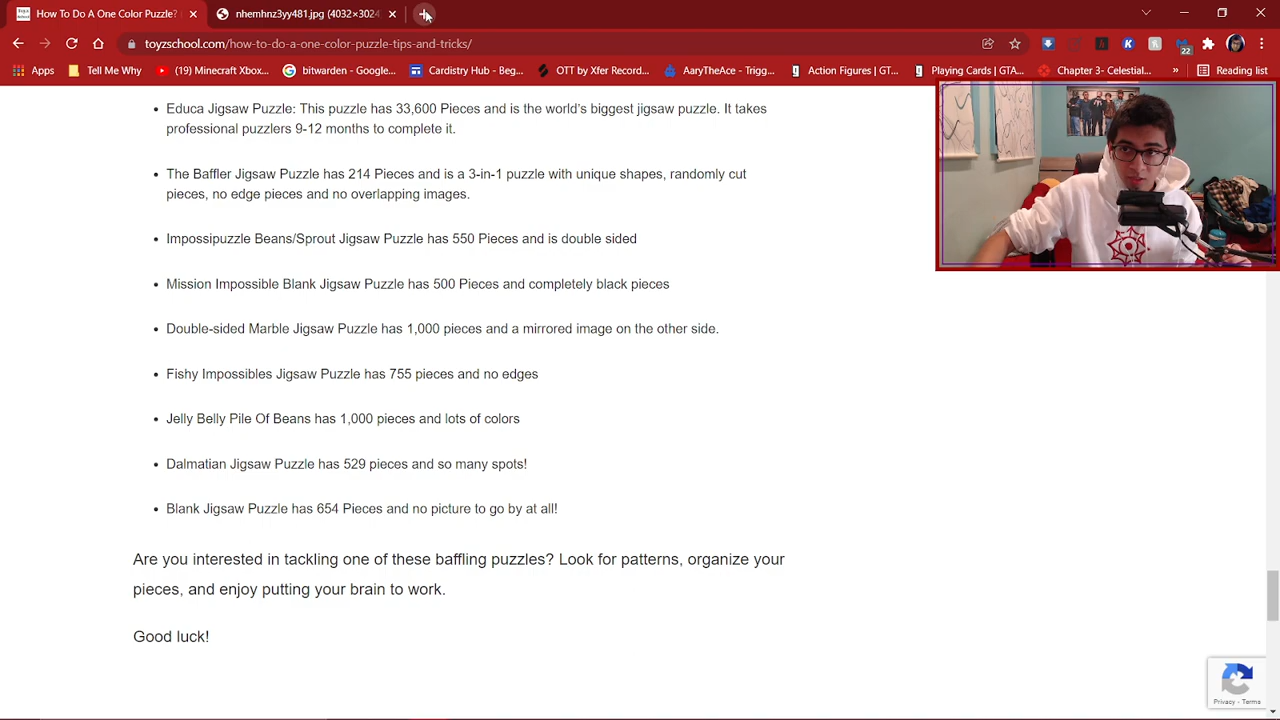 How To Do A One Color Puzzle?
nhemhnz3yy481.jpg (4032×3024
toyzschool.com/how-to-do-a-one-color-puzzle-tips-and-tricks/
22
Apps
Tell Me Why
(19) Minecraft Xbox...
bitwarden - Google...
Cardistry Hub - Beg...
OTT by Xfer Record...
AaryTheAce - Trigg...
Action Figures | GT...
Playing Cards | GTA...
Chapter 3- Celestial...
»
Reading list
• Educa Jigsaw Puzzle: This puzzle has 33,600 Pieces and is the world's biggest jigsaw puzzle. It takes
professional puzzlers 9-12 months to complete it.
• The Baffler Jigsaw Puzzle has 214 Pieces and is a 3-in-1 puzzle with unique shapes, randomly cut
pieces, no edge pieces and no overlapping images.
• Impossipuzzle Beans/Sprout Jigsaw Puzzle has 550 Pieces and is double sided
• Mission Impossible Blank Jigsaw Puzzle has 500 Pieces and completely black pieces
• Double-sided Marble Jigsaw Puzzle has 1,000 pieces and a mirrored image on the other side.
• Fishy Impossibles Jigsaw Puzzle has 755 pieces and no edges
• Jelly Belly Pile Of Beans has 1,000 pieces and lots of colors
• Dalmatian Jigsaw Puzzle has 529 pieces and so many spots!
• Blank Jigsaw Puzzle has 654 Pieces and no picture to go by at all!
Are you interested in tackling one of these baffling puzzles? Look for patterns, organize your
pieces, and enjoy putting your brain to work.
Good luck!
Privacy - Terms